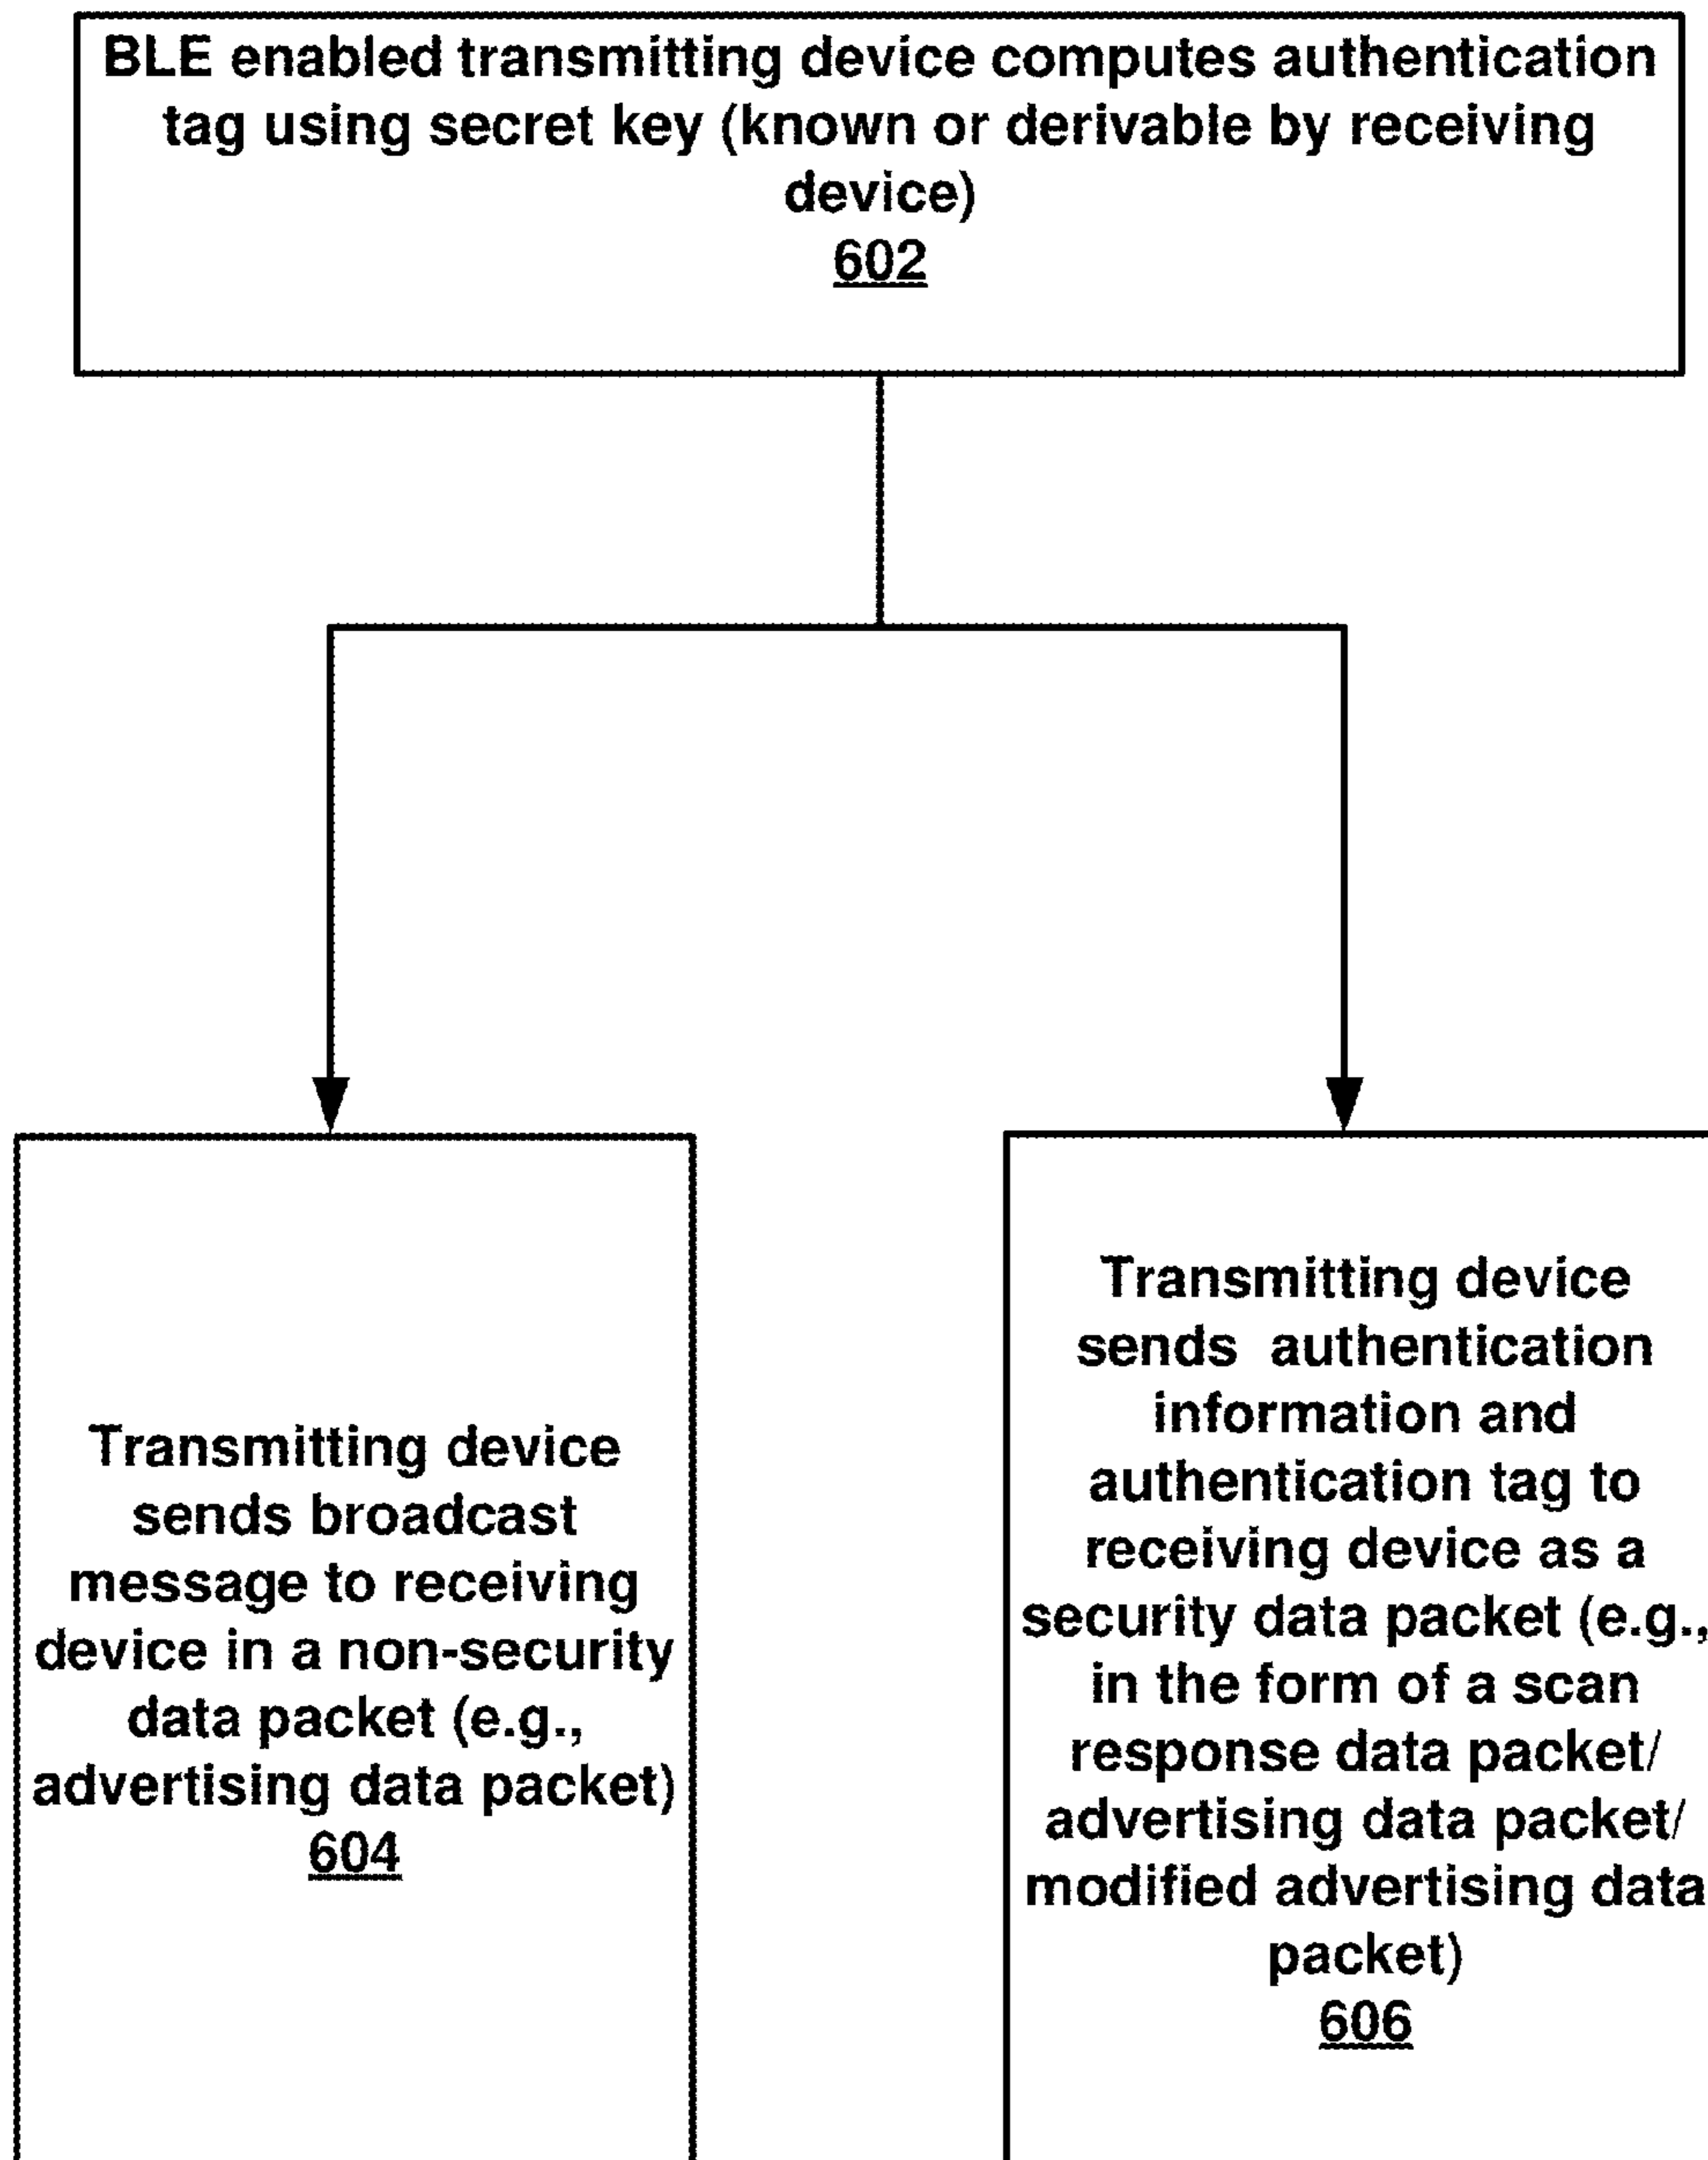 BLE enabled transmitting device computes authentication
tag using secret key (known or derivable by receiving
device)
602
Transmitting device
sends broadcast
message to receiving
device in a non-security
data packet (e.g.,
advertising data packet)
604
Transmitting device
sends authentication
information and
authentication tag to
receiving device as a
security data packet (e.g.,
in the form of a scan
response data packet/
advertising data packet/
modified advertising data
packet)
606